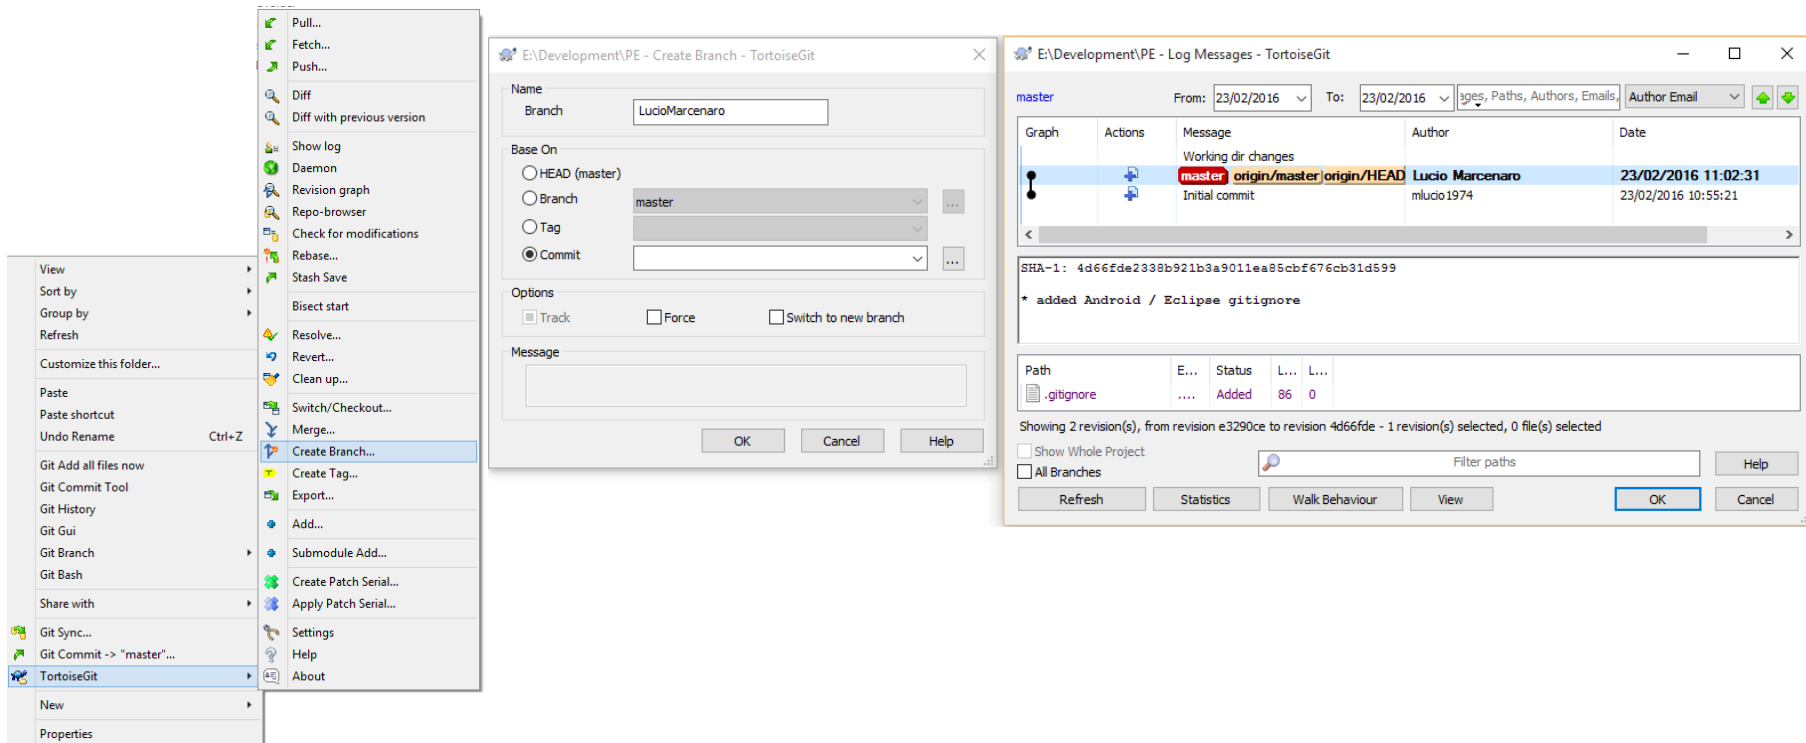 View
Sort by
Group by
Refresh
Customize this folder...
Paste
Paste shortcut
Undo Rename Ctrl+Z
Git Add all files now
Git Commit Tool
Git History
Git Gui
Git Branch
Git Bash
Share with
Git Sync...
Git Commit -> "master"...
TortoiseGit
New
Properties
Pull...
Fetch...
Push...
Diff
Diff with previous version
Show log
Daemon
Revision graph
Repo-browser
Check for modifications
Rebase...
Stash Save
Bisect start
Resolve...
Revert...
Clean up...
Switch/Checkout...
Merge...
Create Branch...
Create Tag...
Export...
Add...
Submodule Add...
Create Patch Serial...
Apply Patch Serial...
Settings
Help
About
E:\Development\PE - Create Branch - TortoiseGit
Name
Branch LucioMarcenaro
Base On
HEAD (master)
Branch master ...
Tag
Commit ...
Options
Track Force Switch to new branch
Message
OK Cancel Help
E:\Development\PE - Log Messages - TortoiseGit
master From: 23/02/2016 To: 23/02/2016 ages, Paths, Authors, Emails, Author Email
Graph Actions Message Author Date
Working dir changes
master origin/master origin/HEAD Lucio Marcenaro 23/02/2016 11:02:31
Initial commit mlucio1974 23/02/2016 10:55:21
SHA-1: 4d66fde2338b921b3a9011ea85cbf676cb31d599
* added Android / Eclipse gitignore
Path E... Status L... L...
.gitignore .... Added 86 0
Showing 2 revision(s), from revision e3290ce to revision 4d66fde - 1 revision(s) selected, 0 file(s) selected
Show Whole Project
All Branches
Filter paths
Help
Refresh Statistics Walk Behaviour View OK Cancel